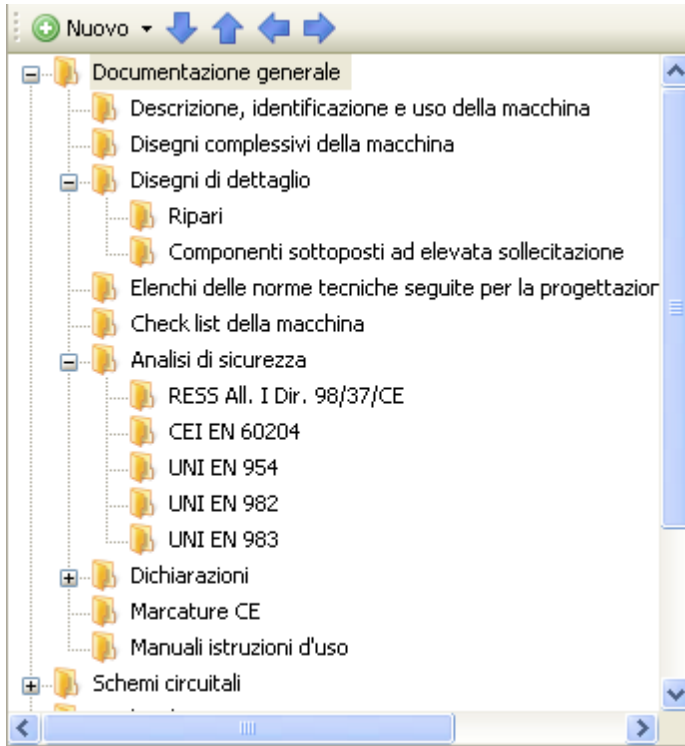 Nuovo
Documentazione generale
Descrizione, identificazione e uso della macchina
Disegni complessivi della macchina
Disegni di dettaglio
Ripari
Componenti sottoposti ad elevata sollecitazione
Elenchi delle norme tecniche seguite per la progettazior
Check list della macchina
Analisi di sicurezza
RESS All. I Dir. 98/37/CE
CEI EN 60204
UNI EN 954
UNI EN 982
UNI EN 983
Dichiarazioni
Marcature CE
Manuali istruzioni d'uso
Schemi circuitali